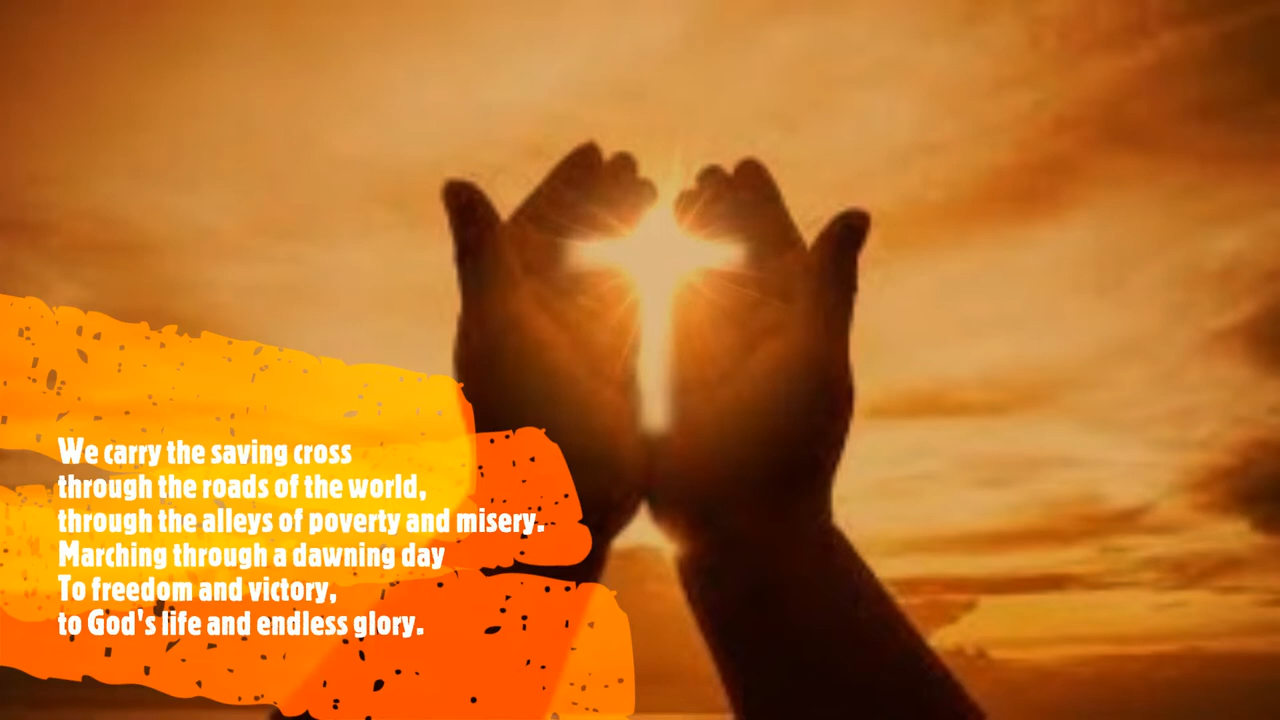 We carry the saving cross
through the roads of the world,
through the alleys of poverty and misery.
Marching through a dawning day
To freedom and victory,
to God's life and endless glory.